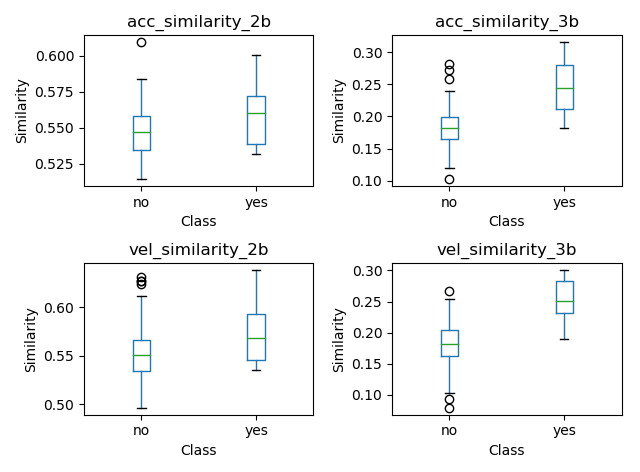 acc_similarity_2b
Similarity
0.600
0.575
0.550
0.525
no yes
Class
acc_similarity_3b
Similarity
0.30
0.25
0.20
0.15
0.10
no yes
Class
vel_similarity_2b
Similarity
0.60
0.55
0.50
no yes
Class
vel_similarity_3b
Similarity
0.30
0.25
0.20
0.15
0.10
no yes
Class